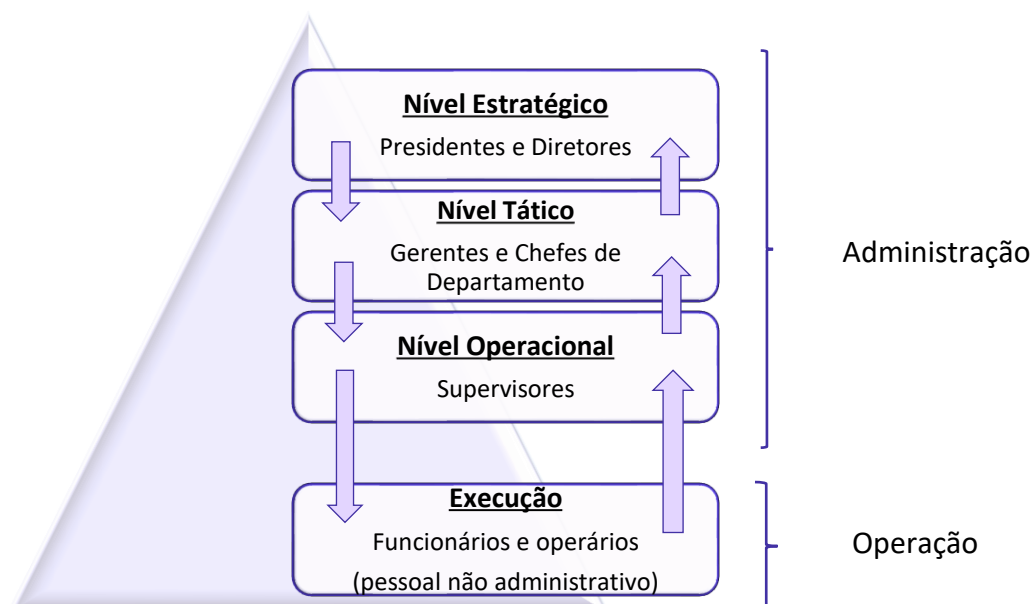 Nível Estratégico
Presidentes e Diretores
Nível Tático
Gerentes e Chefes de
Departamento
Nível Operacional
Supervisores
Administração
Execução
Funcionários e operários
(pessoal não administrativo)
Operação